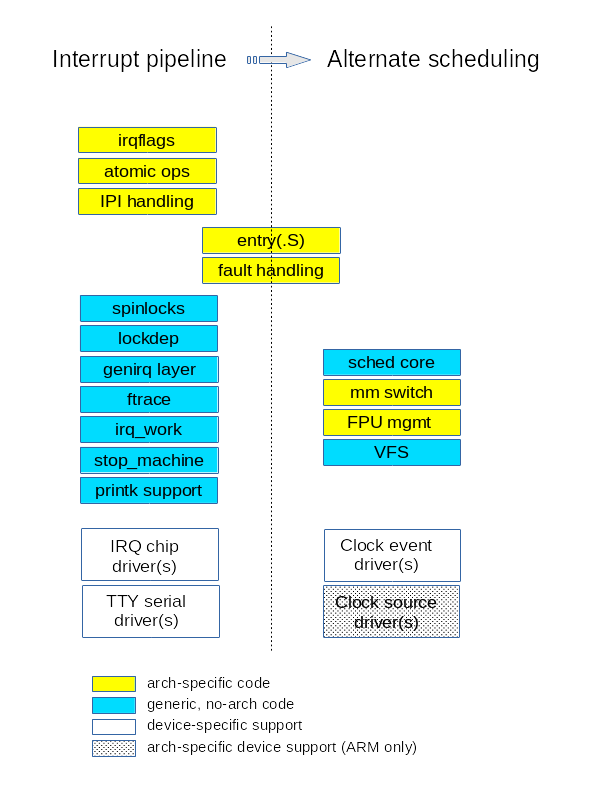 Interrupt pipeline
Alternate scheduling
irqflags
atomic ops
IPI handling
entry(.S)
fault handling
spinlocks
lockdep
genirq layer
ftrace
irq_work
stop_machine
printk support
sched core
mm switch
FPU mgmt
VFS
IRQ chip
driver(s)
TTY serial
driver(s)
Clock event
driver(s)
Clock source
driver(s)
arch-specific code
generic, no-arch code
device-specific support
arch-specific device support (ARM only)